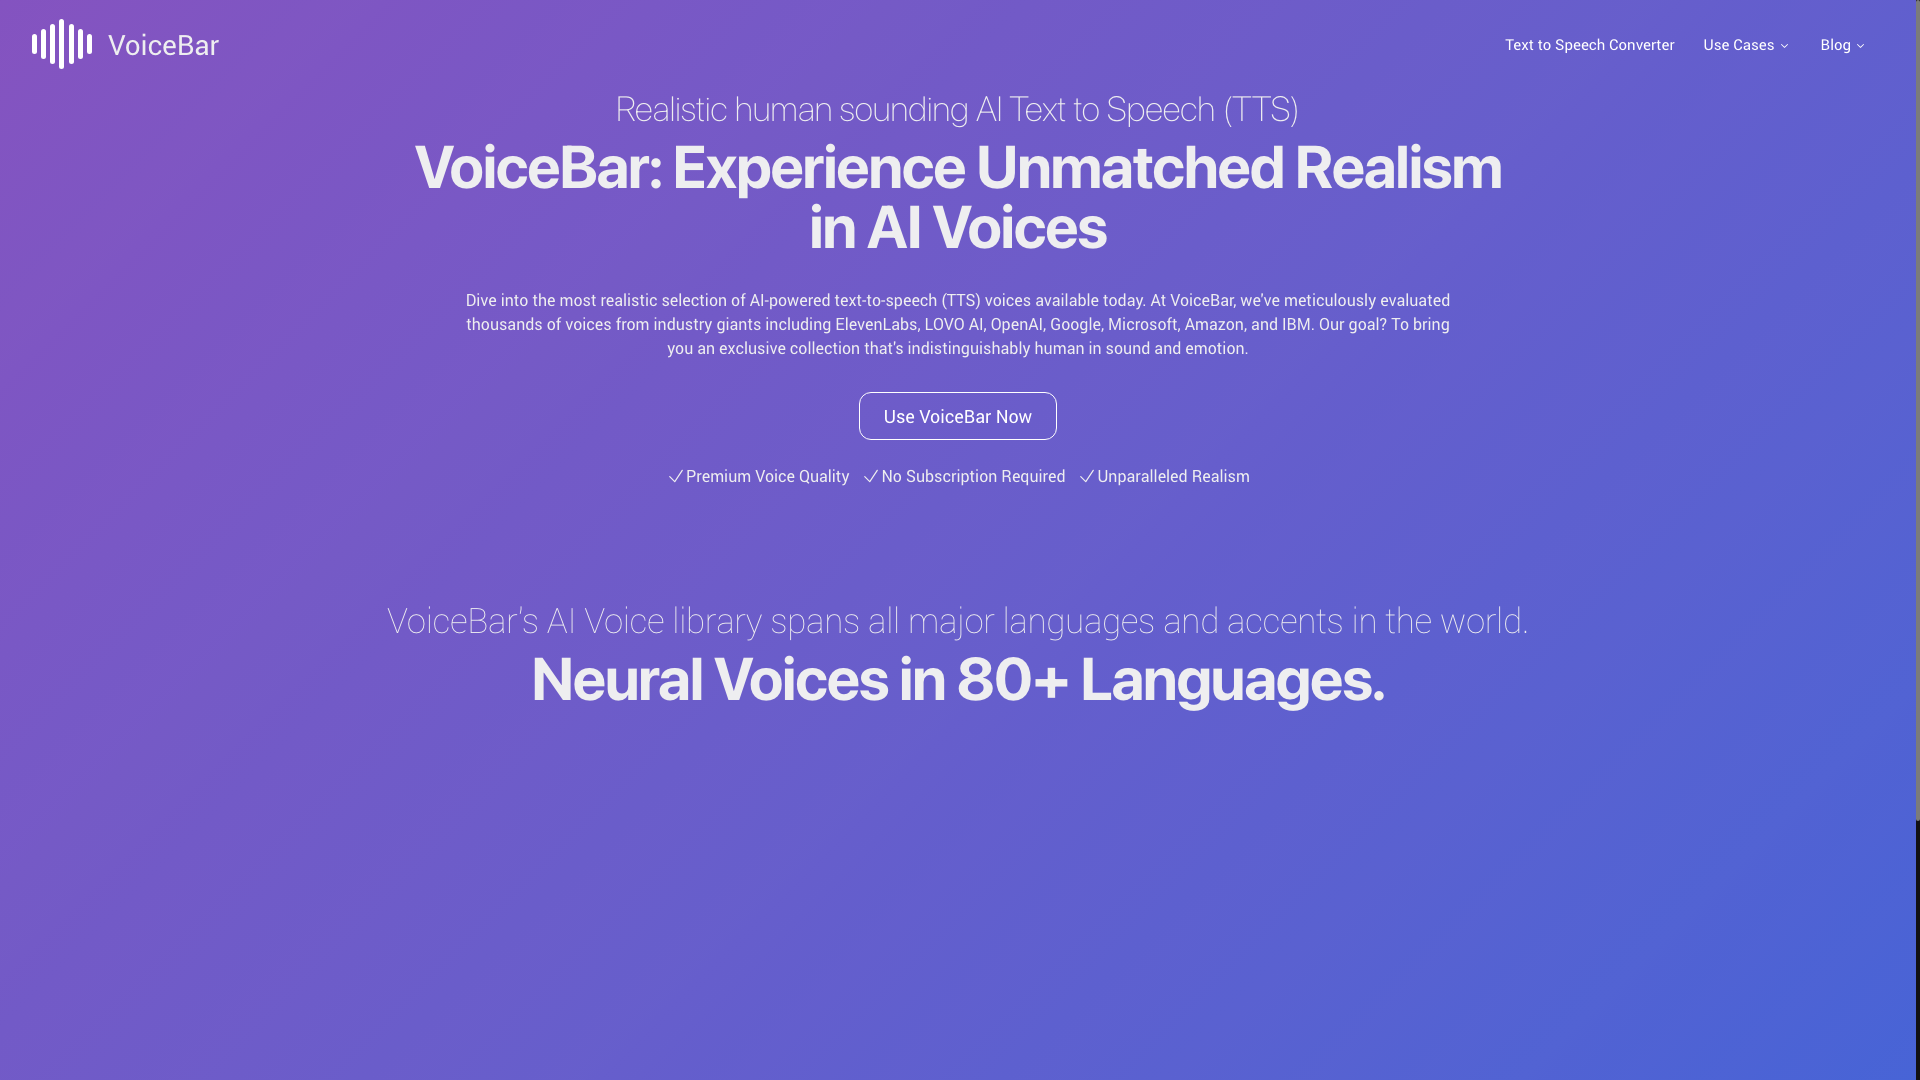 VoiceBar
Text to Speech Converter
Use Cases
Blog
Realistic human sounding AI Text to Speech (TTS)
VoiceBar: Experience Unmatched Realism
in AI Voices
Dive into the most realistic selection of AI-powered text-to-speech (TTS) voices available today. At VoiceBar, we've meticulously evaluated
thousands of voices from industry giants including ElevenLabs, LOVO AI, OpenAI, Google, Microsoft, Amazon, and IBM. Our goal? To bring
you an exclusive collection that's indistinguishably human in sound and emotion.
Use VoiceBar Now
Premium Voice Quality
No Subscription Required
Unparalleled Realism
VoiceBar's AI Voice library spans all major languages and accents in the world.
Neural Voices in 80+ Languages.